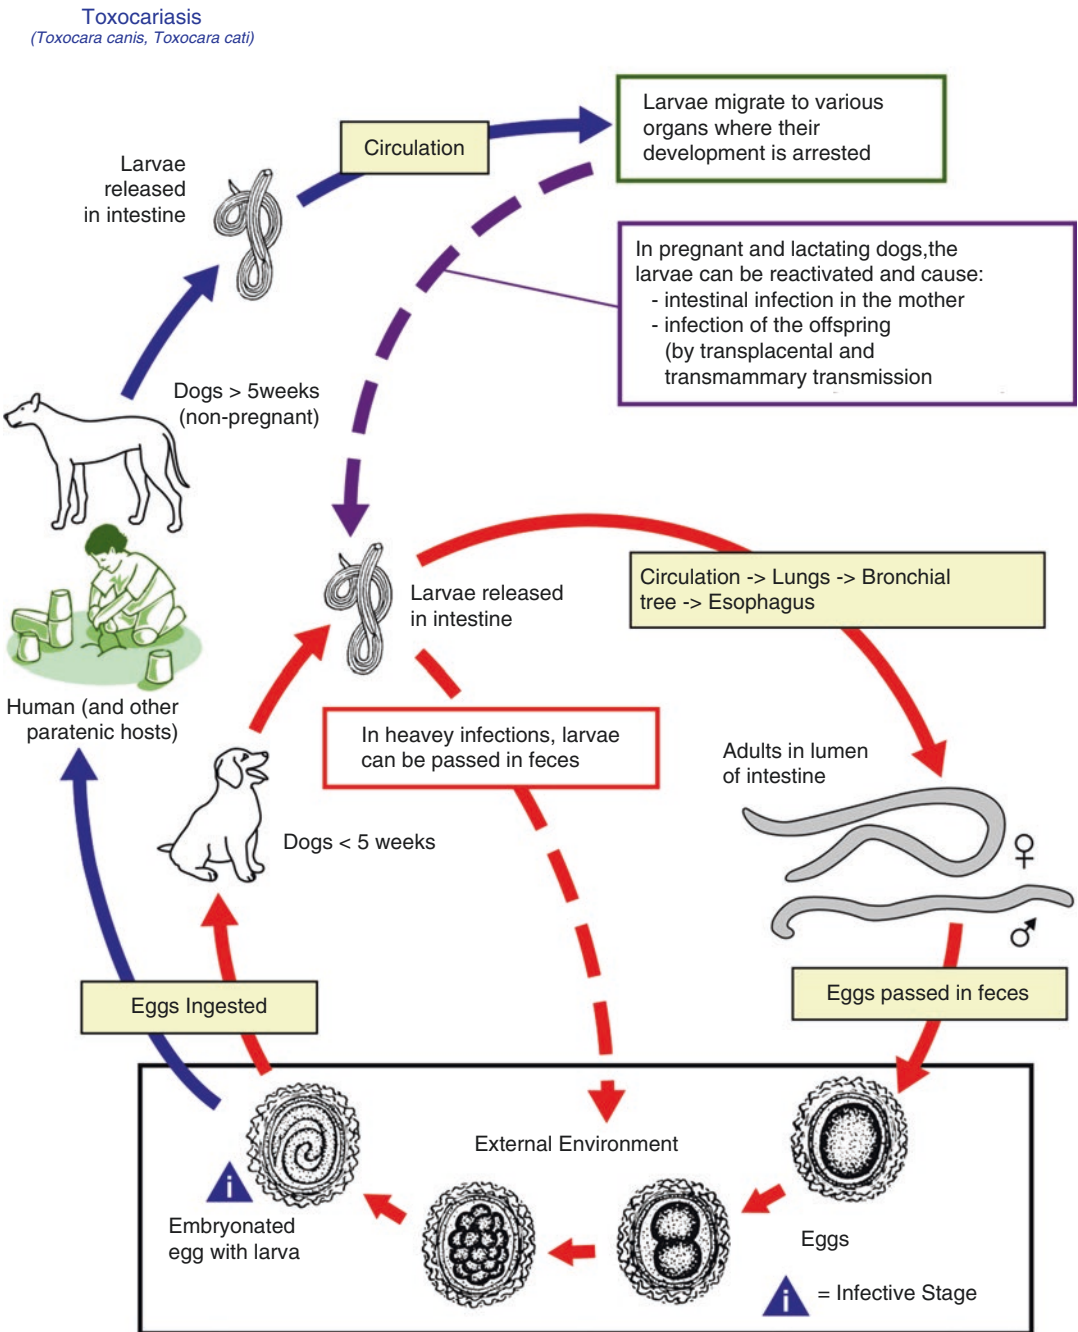 Toxocariasis
(Toxocara canis, Toxocara cati)
Larvae migrate to various
organs where their
development is arrested
Circulation
Larvae
released
in intestine
In pregnant and lactating dogs,the
larvae can be reactivated and cause:
- intestinal infection in the mother
- infection of the offspring
(by transplacental and
transmammary transmission
Dogs > 5weeks
(non-pregnant)
Circulation -> Lungs -> Bronchial
tree -> Esophagus
Larvae released
in intestine
Human (and other
paratenic hosts)
In heavey infections, larvae
can be passed in feces
Adults in lumen
of intestine
Dogs < 5 weeks
♀
♂
Eggs Ingested
Eggs passed in feces
External Environment
i
Embryonated
egg with larva
Eggs
i = Infective Stage